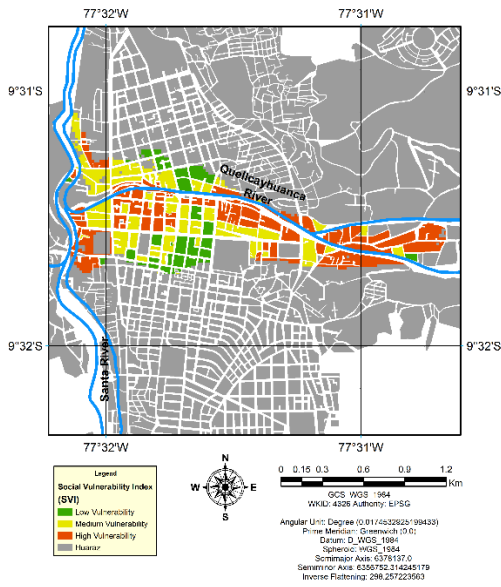 77°32'W 77°31'W
9°31'S 9°31'S
Quellcayhuanca
River
9°32'S 9°32'S
Santa River
77°32'W 77°31'W
Legend
Social Vulnerability Index
(SVI)
Low Vulnerability
Medium Vulnerability
High Vulnerability
Huaraz
N
W E
S
0 0.15 0.3 0.6 0.9 1.2
Km
GCS_WGS_1984
WKID: 4326 Authority: EPSG
Angular Unit: Degree (0.0174532925199433)
Prime Meridian: Greenwich (0.0)
Datum: D_WGS_1984
Spheroid: WGS_1984
Semimajor Axis: 6378137.0
Semiminor Axis: 6356752.314245179
Inverse Flattening: 298.257223563